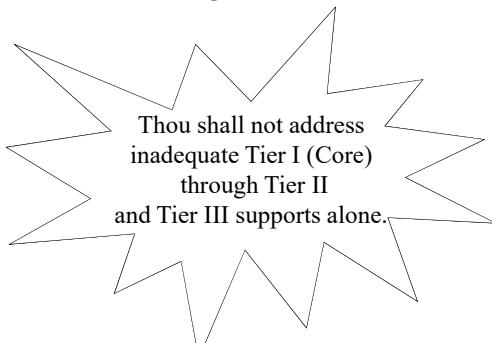 Thou shall not address
inadequate Tier I (Core)
through Tier II
and Tier III supports alone.